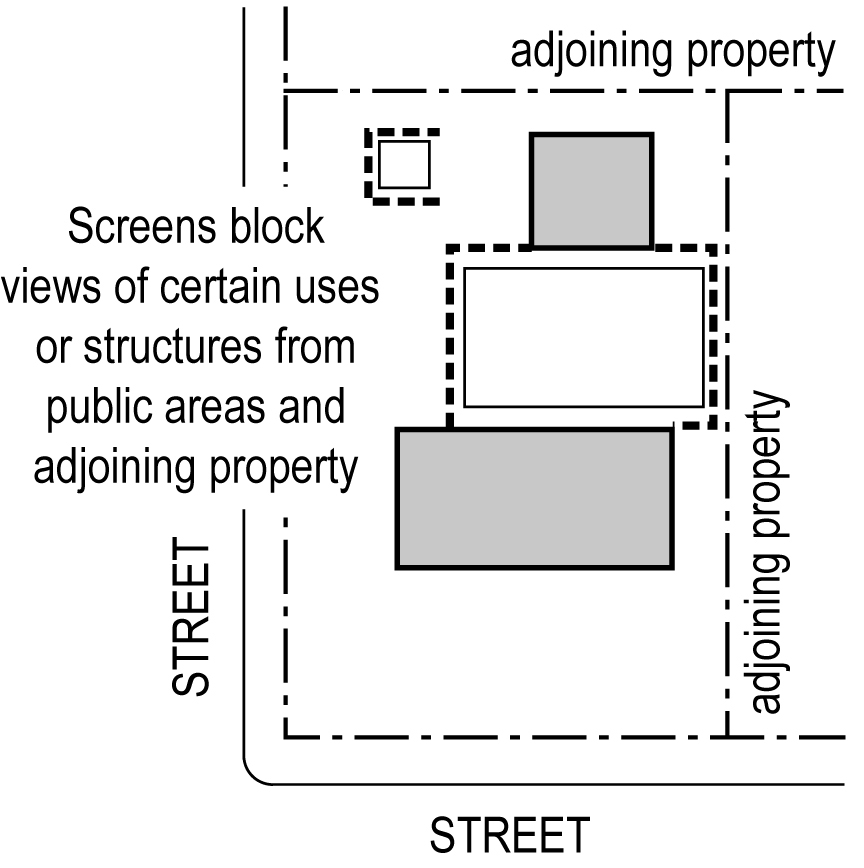 adjoining property
Screens block
views of certain uses
or structures from
public areas and
adjoining property
adjoining property
STREET
STREET